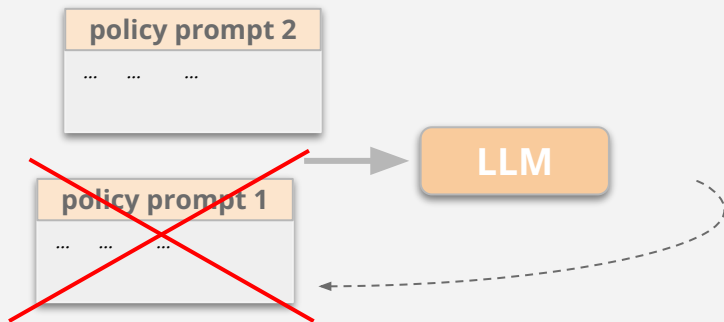 policy prompt 2
... ... ...
LLM
policy prompt 1
... ... ...